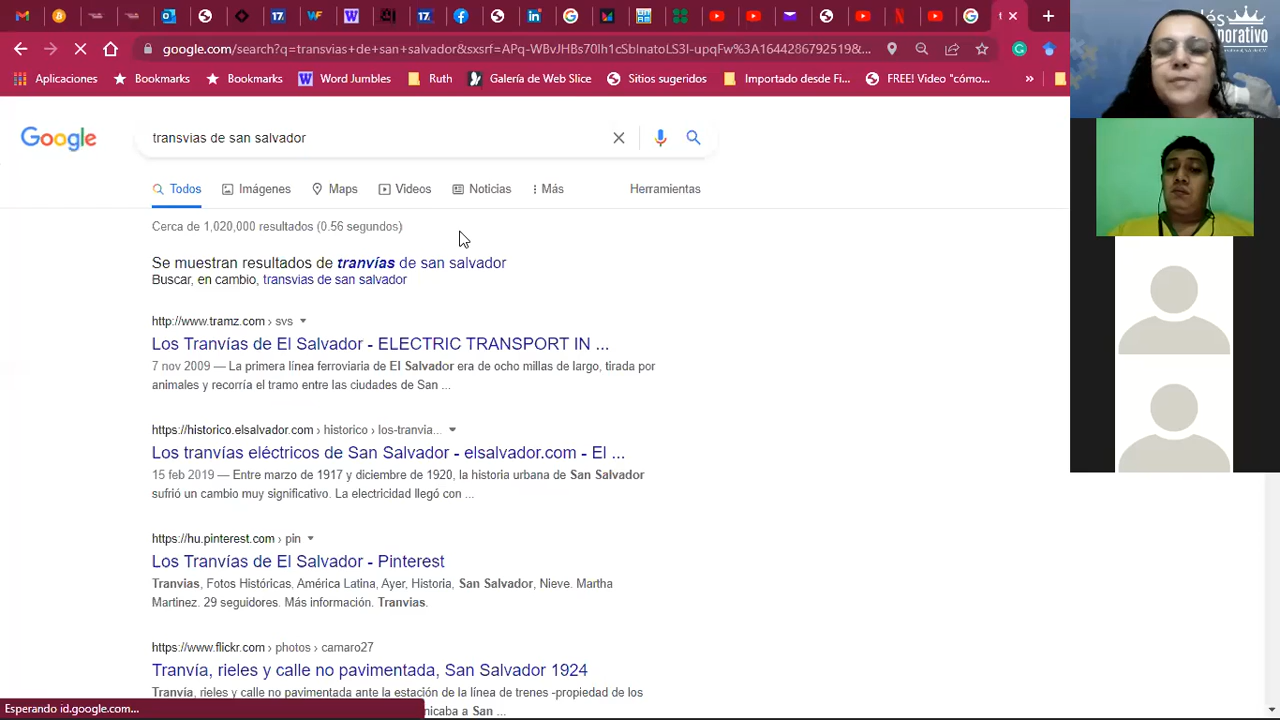 google.com/search?q=transvias+de+san+salvador&sxsrf=APq-WBvJHBs70lh1cSbInatoLS3l-upqFw%3A1644286792519&...
Aplicaciones
Bookmarks
Bookmarks
Word Jumbles
Ruth
Galería de Web Slice
Sitios sugeridos
Importado desde Fi...
FREE! Video "cómo...
»
Google
transvias de san salvador
Todos
Imágenes
Maps
Videos
Noticias
Más
Herramientas
Cerca de 1,020,000 resultados (0.56 segundos)
Se muestran resultados de tranvías de san salvador
Buscar, en cambio, transvias de san salvador
http://www.tramz.com › svs
Los Tranvías de El Salvador - ELECTRIC TRANSPORT IN ...
7 nov 2009 — La primera línea ferroviaria de El Salvador era de ocho millas de largo, tirada por
animales y recorría el tramo entre las ciudades de San ...
https://historico.elsalvador.com › historico › los-tranvia...
Los tranvías eléctricos de San Salvador - elsalvador.com - El ...
15 feb 2019 — Entre marzo de 1917 y diciembre de 1920, la historia urbana de San Salvador
sufrió un cambio muy significativo. La electricidad llegó con ...
https://hu.pinterest.com › pin
Los Tranvías de El Salvador - Pinterest
Tranvias, Fotos Históricas, América Latina, Ayer, Historia, San Salvador, Nieve. Martha
Martinez. 29 seguidores. Más información. Tranvias.
https://www.flickr.com › photos › camaro27
Tranvía, rieles y calle no pavimentada, San Salvador 1924
Tranvía, rieles y calle no pavimentada ante la estación de la línea de trenes -propiedad de los
nicaba a San ...
Esperando id.google.com...